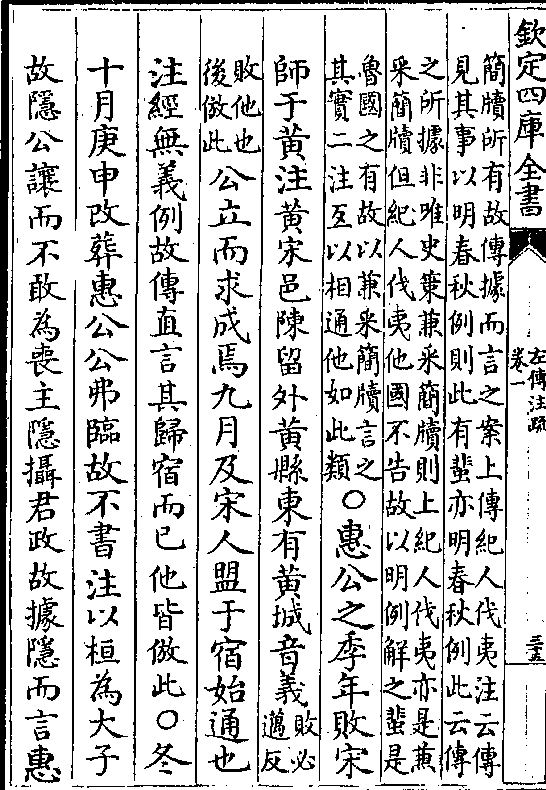 欽定四庫全書
左傳注疏
卷一
三五
簡牘所有故傳據而言之案上傳紀人伐夷注云傳
見其事以明春秋例則此有蜚亦明春秋例此云傳
之所據非唯史策兼采簡牘則上紀人伐夷亦是兼
采簡牘但紀人伐夷他國不告故以明例解之蜚是
魯國之有故以兼采簡牘言之
其實二注互以相通他如此類〇惠公之季年敗宋
師于黃注黃宋邑陳留外黃縣東有黃城音義敗必
邁反
敗他也
後倣此公立而求成焉九月及宋人盟于宿始通也
注經無義例故傳直言其歸宿而已他皆倣此〇冬
十月庚申改葬惠公公弗臨故不書注以桓為大子
故隱公讓而不敢為喪主隱攝君政故據隱而言惠